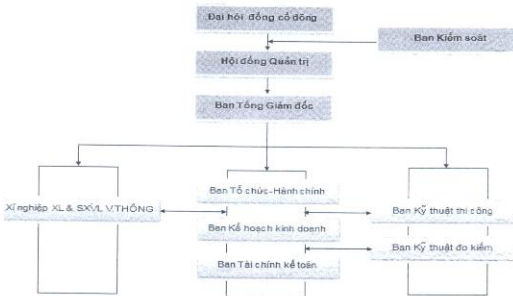 Đại hội đồng cổ đông
Ban Kiểm soát
Hội đồng Quản trị
Ban Tổng Giám đốc
Ban Tổ chức-Hành chính
Xí nghiệp XL & SXVL V.THÔNG
Ban Kỹ thuật thi công
Ban Kế hoạch kinh doanh
Ban Kỹ thuật đo kiểm
Ban Tài chính kế toán